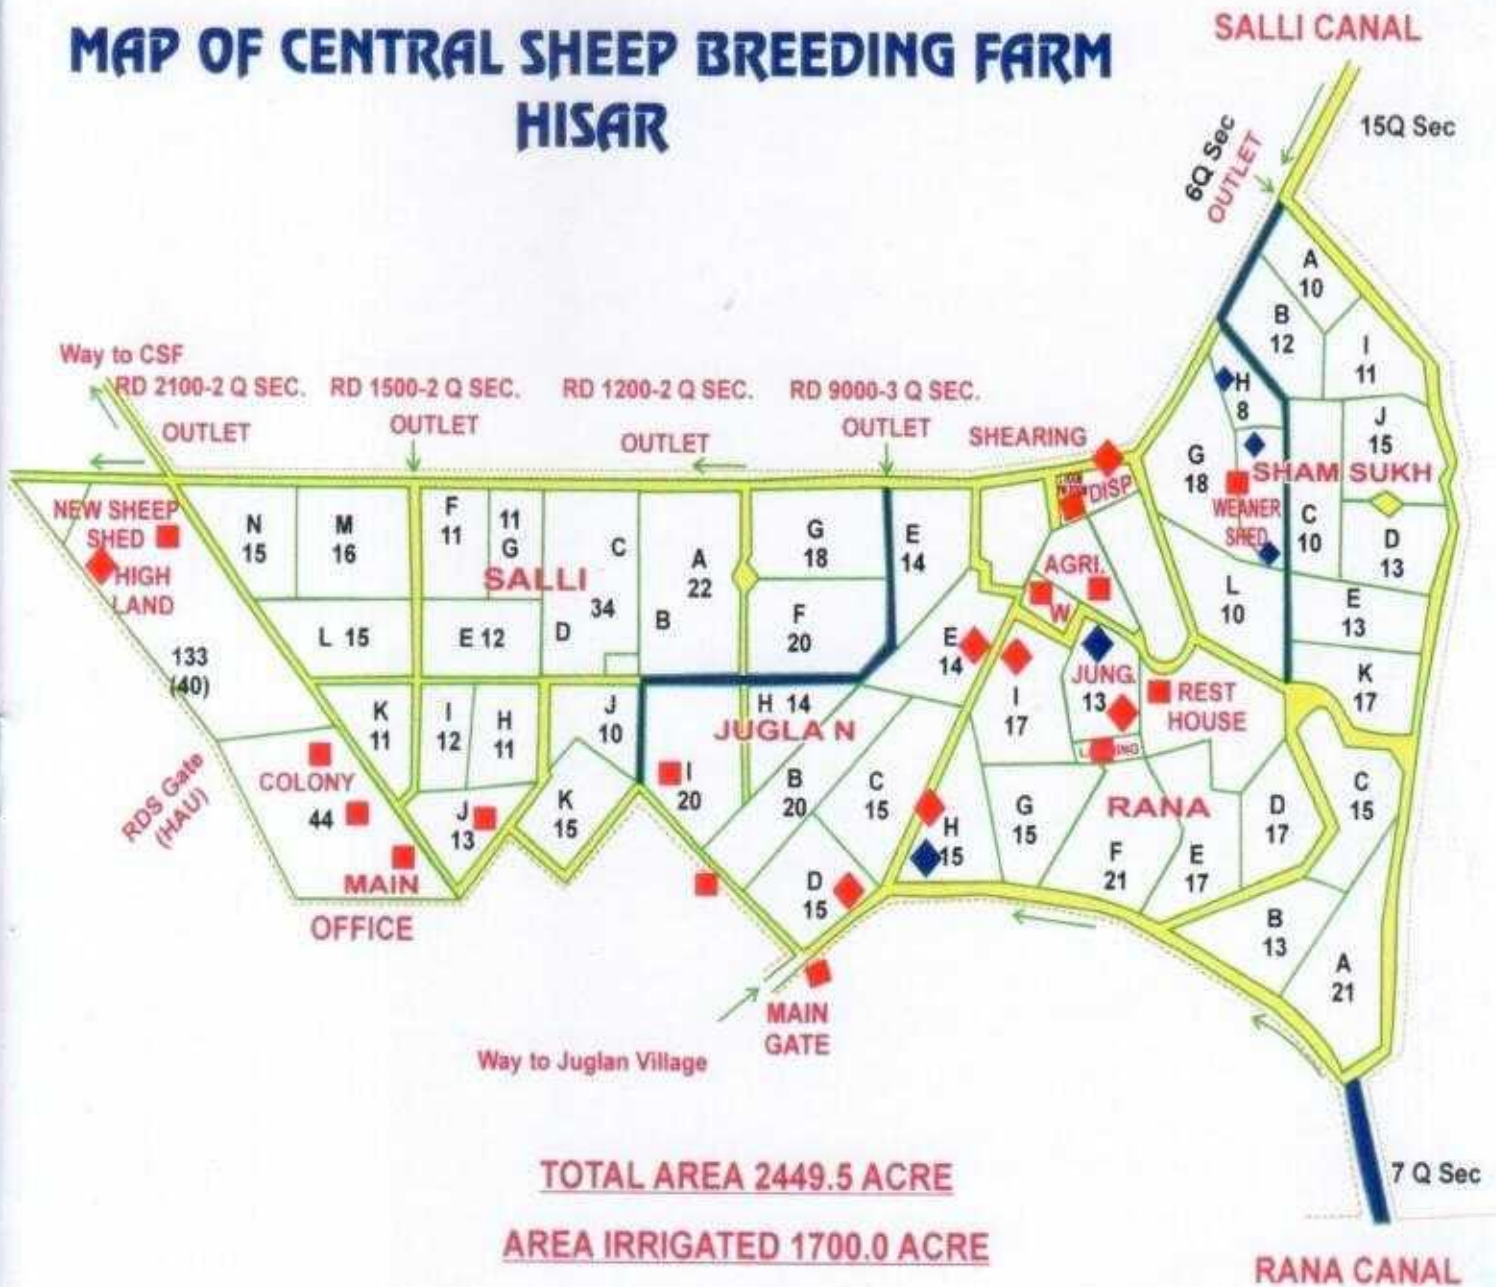 MAP OF CENTRAL SHEEP BREEDING FARM
HISAR
SALLI CANAL
15Q Sec
6Q Sec
OUTLET
Way to CSF
RD 2100-2 Q SEC.
OUTLET
RD 1500-2 Q SEC.
OUTLET
RD 1200-2 Q SEC.
OUTLET
RD 9000-3 Q SEC.
OUTLET
SHEARING
DISP
NEW SHEEP
SHED
HIGH
LAND
133
(40)
RDS Gate
(HAU)
COLONY
44
MAIN
OFFICE
N
15
M
16
L 15
F
11
11
G
SALLI
E 12
C
34
D
A
22
B
K
11
I
12
H
11
J
13
J
10
K
15
G
18
F
20
E
14
H 14
JUGLAN
I
20
B
20
C
15
D
15
E
14
MAIN
GATE
Way to Juglan Village
AGRI.
W
I
17
JUNG.
13
REST
HOUSE
H
15
G
15
RANA
F
21
E
17
D
17
C
15
B
13
A
21
A
10
B
12
I
11
H
8
J
15
G
18
SHAM SUKH
WEANER
SHED
C
10
D
13
L
10
E
13
K
17
7 Q Sec
RANA CANAL
TOTAL AREA 2449.5 ACRE
AREA IRRIGATED 1700.0 ACRE